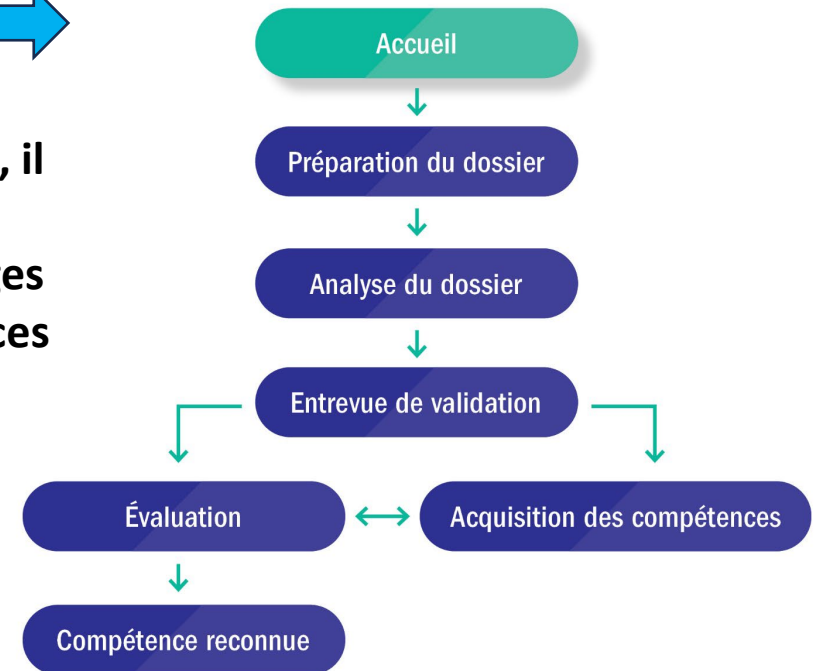 , il
es
ces
Accueil
Préparation du dossier
Analyse du dossier
Entrevue de validation
Évaluation
Acquisition des compétences
Compétence reconnue